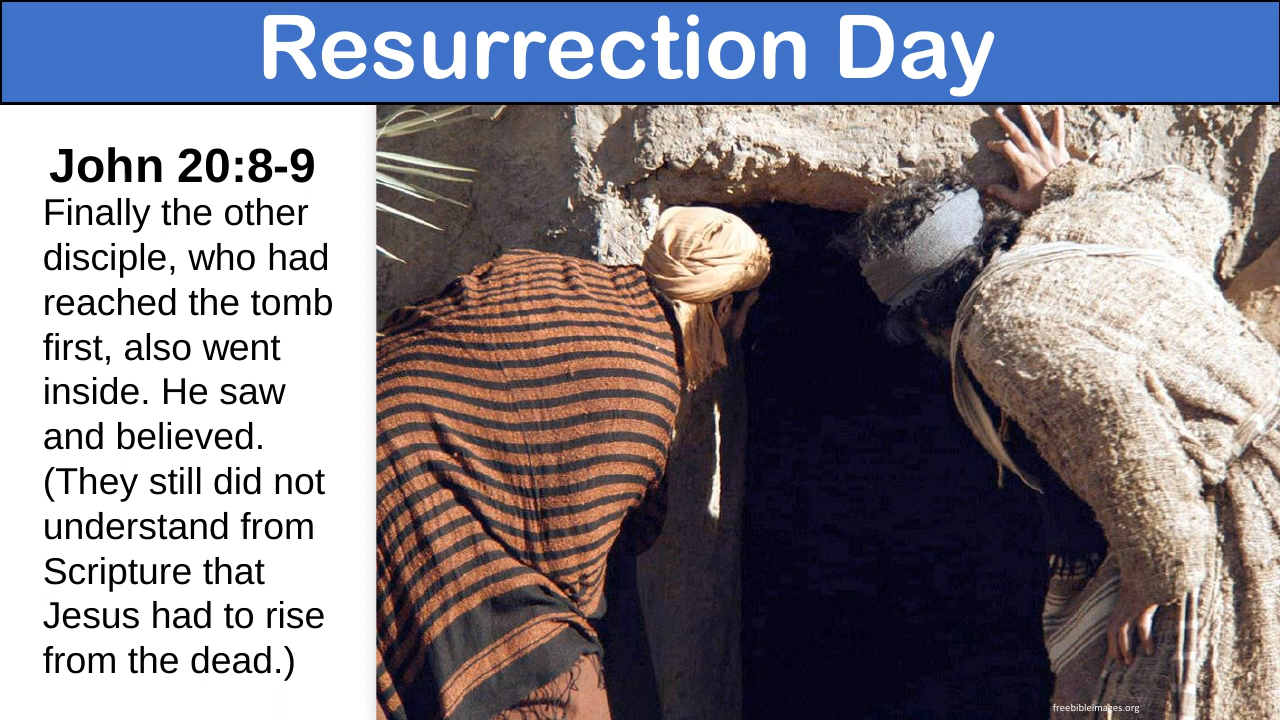 Resurrection Day
John 20:8-9
Finally the other
disciple, who had
reached the tomb
first, also went
inside. He saw
and believed.
(They still did not
understand from
Scripture that
Jesus had to rise
from the dead.)
freebibleimages.org